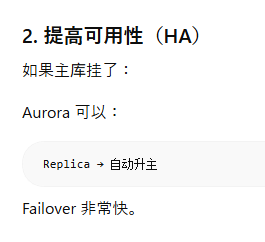 2. 提高可用性（HA）
如果主库挂了：
Aurora 可以：
Replica → 自动升主
Failover 非常快。